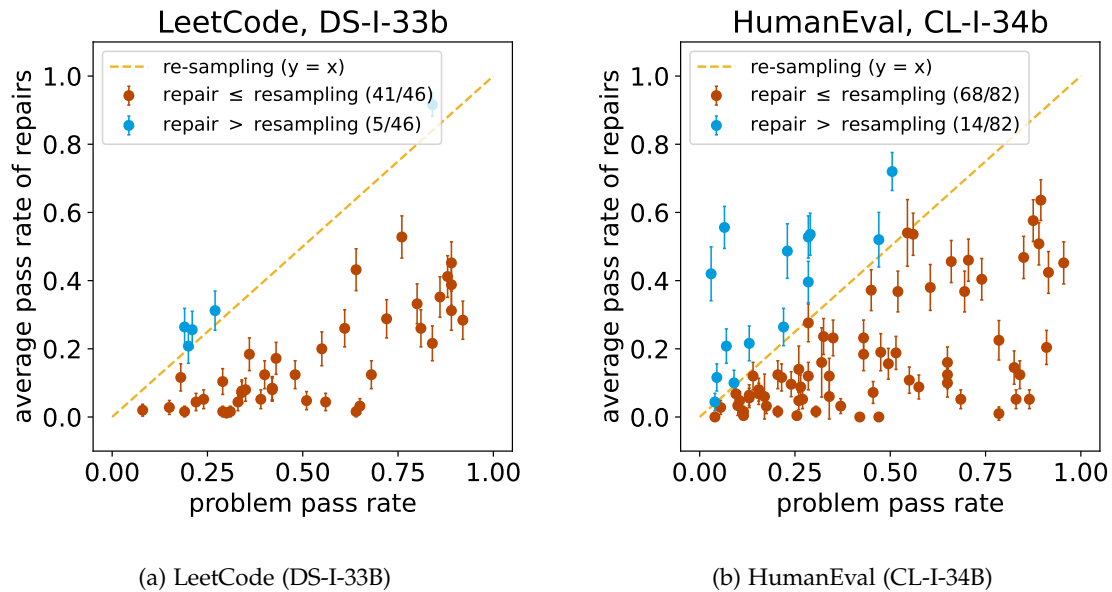 LeetCode, DS-I-33b
re-sampling (y = x)
repair ≤ resampling (41/46)
repair > resampling (5/46)
average pass rate of repairs
1.0
0.8
0.6
0.4
0.2
0.0
0.00 0.25 0.50 0.75 1.00
problem pass rate
(a) LeetCode (DS-I-33B)
HumanEval, CL-I-34b
re-sampling (y = x)
repair ≤ resampling (68/82)
repair > resampling (14/82)
average pass rate of repairs
1.0
0.8
0.6
0.4
0.2
0.0
0.00 0.25 0.50 0.75 1.00
problem pass rate
(b) HumanEval (CL-I-34B)